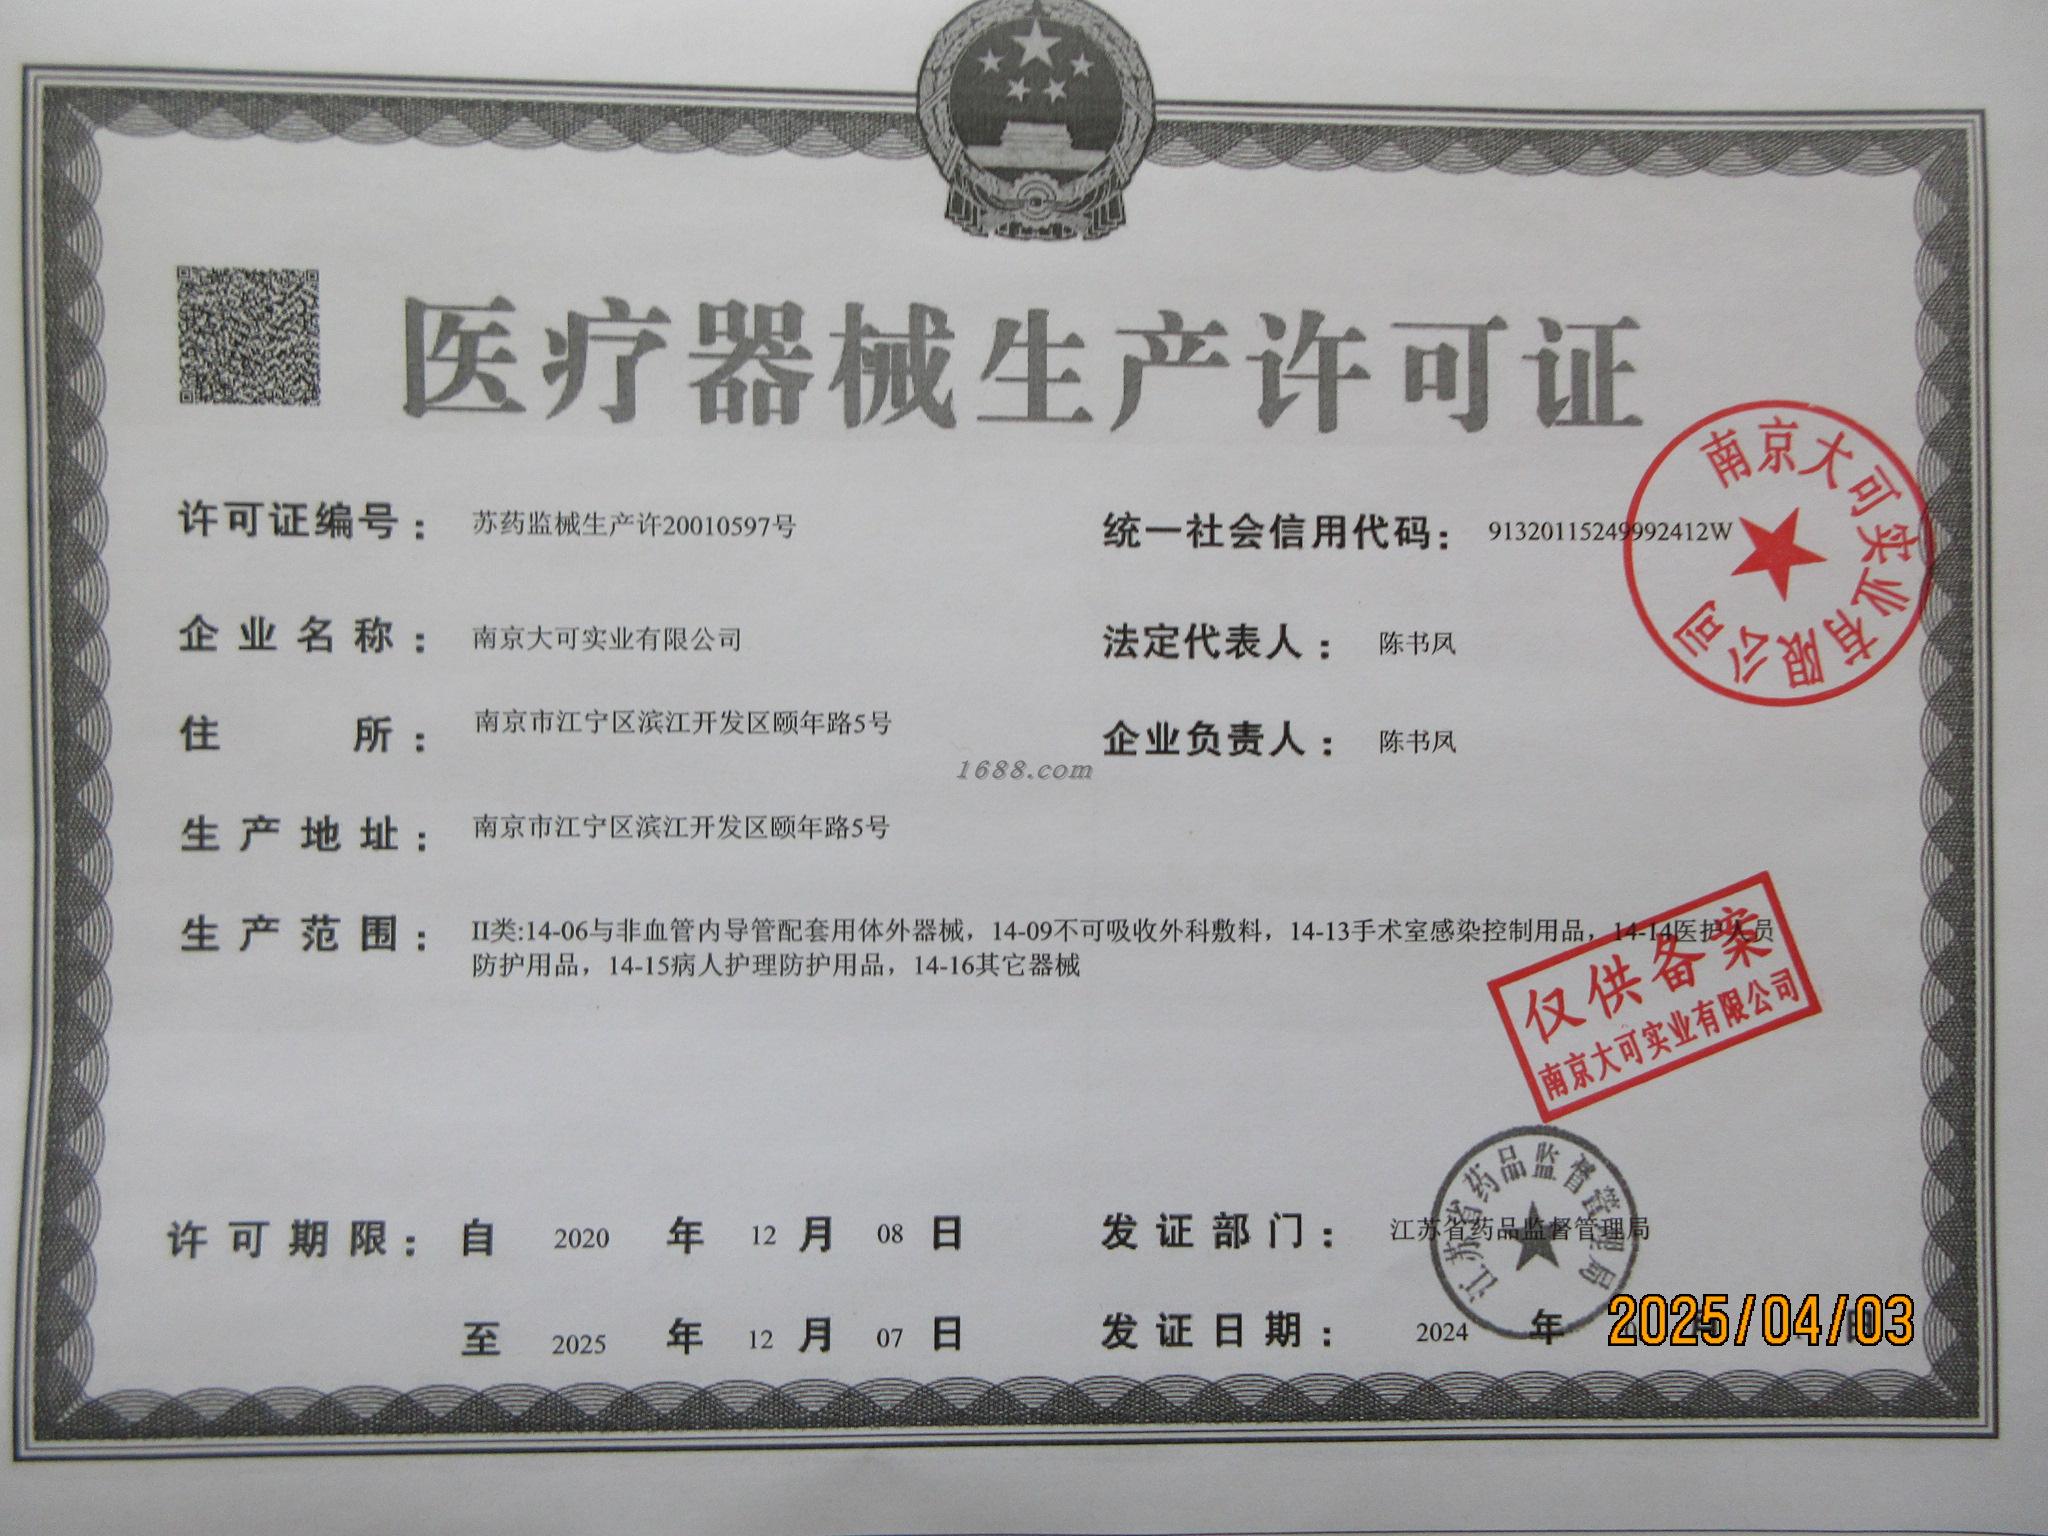 医疗器械生产许可证
许可证编号：苏药监械生产许20010597号
统一社会信用代码：91320115249992412W
企业名称：南京大可实业有限公司
法定代表人：陈书凤
住所：南京市江宁区滨江开发区颐年路5号
企业负责人：陈书凤
1688.com
生产地址：南京市江宁区滨江开发区颐年路5号
生产范围：II类:14-06与非血管内导管配套用体外器械，14-09不可吸收外科敷料，14-13手术室感染控制用品，14-14医护人员
防护用品，14-15病人护理防护用品，14-16其它器械
南京大可实业有限公司
仅供备案
南京大可实业有限公司
许可期限：自 2020 年 12 月 08 日
至 2025 年 12 月 07 日
发证部门：江苏省药品监督管理局
江苏省药品监督管理局
发证日期：2024 年 月 日
2025/04/03